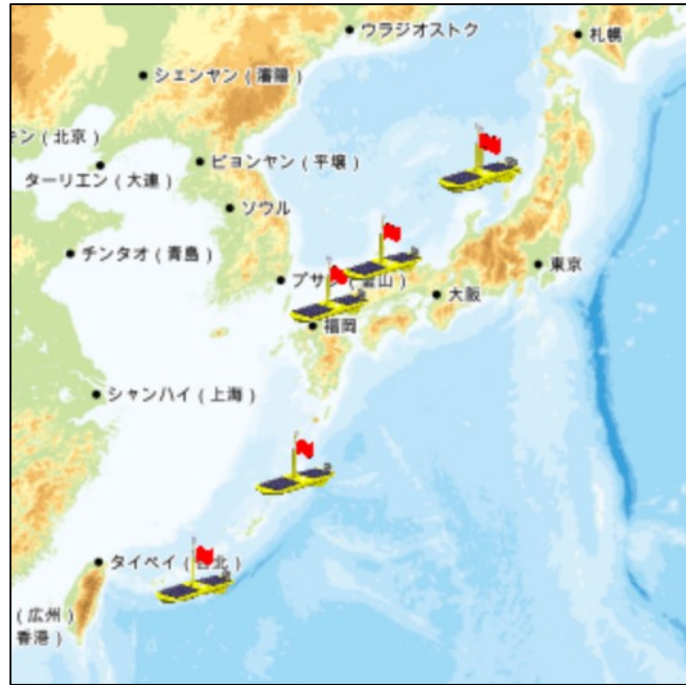 ウラジオストク
札幌
シェンヤン（瀋陽）
（北京）
ピョンヤン（平壌）
ターリエン（大連）
ソウル
チンタオ（青島）
東京
大阪
福岡
シャンハイ（上海）
タイペイ（台北）
（広州）
香港）